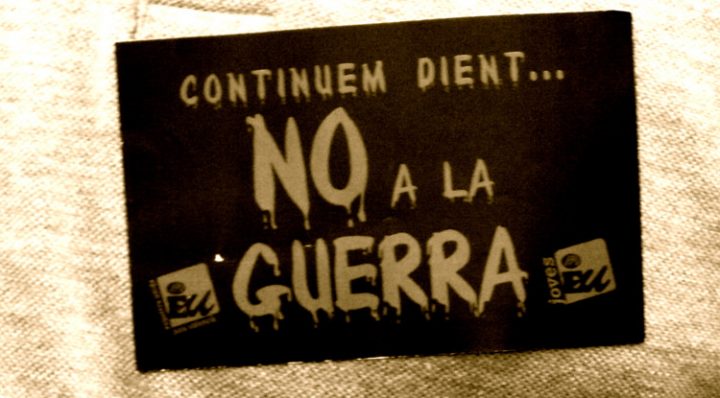 CONTINUEM DIENT...
NO A LA
GUERRA
EU
joves
EU